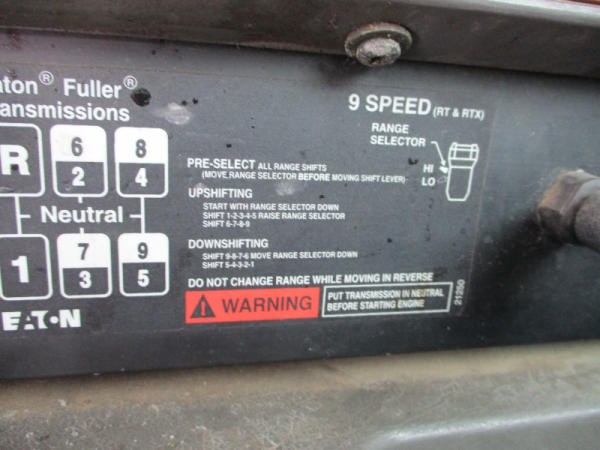 aton® Fuller®
ansmissions
9 SPEED (RT & RTX)
RANGE
SELECTOR
HI
LO
R
6
2
8
4
Neutral
1
7
3
9
5
EATON
PRE-SELECT ALL RANGE SHIFTS
(MOVE RANGE SELECTOR BEFORE MOVING SHIFT LEVER)
UPSHIFTING
START WITH RANGE SELECTOR DOWN
SHIFT 1-2-3-4-5 RAISE RANGE SELECTOR
SHIFT 6-7-8-9
DOWNSHIFTING
SHIFT 9-8-7-6 MOVE RANGE SELECTOR DOWN
SHIFT 5-4-3-2-1
DO NOT CHANGE RANGE WHILE MOVING IN REVERSE
WARNING
PUT TRANSMISSION IN NEUTRAL
BEFORE STARTING ENGINE
21250